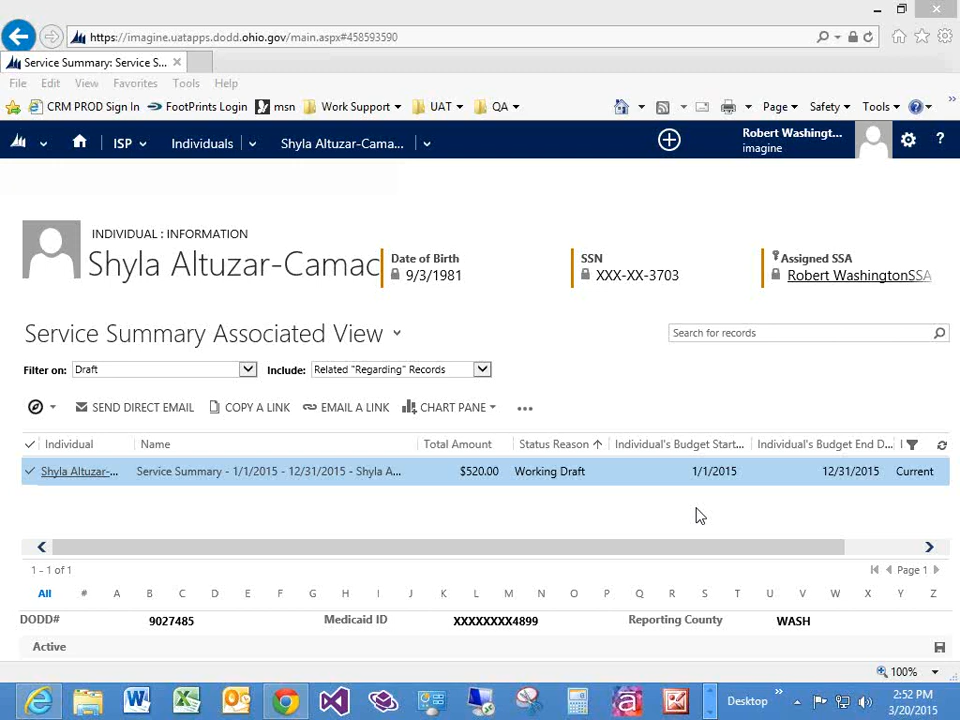 https://imagine.uatapps.dodd.ohio.gov/main.aspx#458593590
Service Summary: Service S...
File Edit View Favorites Tools Help
CRM PROD Sign In FootPrints Login msn Work Support UAT QA Page Safety Tools
ISP Individuals Shyla Altuzar-Cama... Robert Washingt...
imagine
INDIVIDUAL : INFORMATION
Shyla Altuzar-Camac
Date of Birth SSN Assigned SSA
9/3/1981 XXX-XX-3703 Robert WashingtonSSA
Service Summary Associated View Search for records
Filter on: Draft Include: Related "Regarding" Records
SEND DIRECT EMAIL COPY A LINK EMAIL A LINK CHART PANE ...
Individual Name Total Amount Status Reason Individual's Budget Start... Individual's Budget End D... I
Shyla Altuzar-... Service Summary - 1/1/2015 - 12/31/2015 - Shyla A... $520.00 Working Draft 1/1/2015 12/31/2015 Current
1 - 1 of 1 Page 1
All # A B C D E F G H I J K L M N O P Q R S T U V W X Y Z
DODD# 9027485 Medicaid ID XXXXXXXX4899 Reporting County WASH
Active
100%
Desktop 2:52 PM
3/20/2015